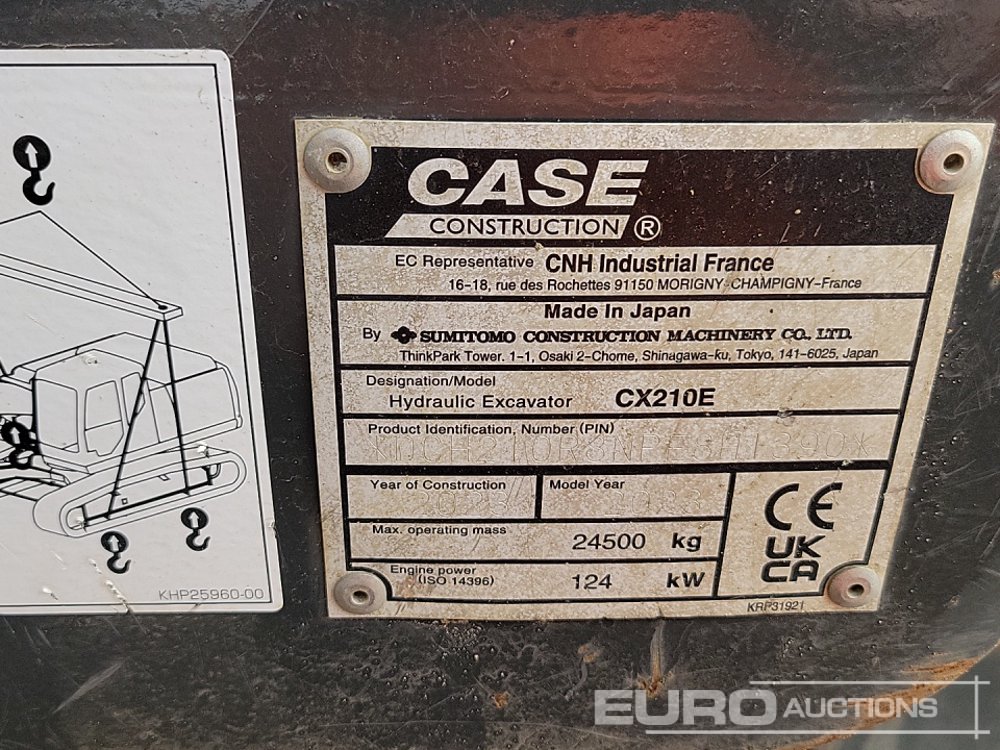 CASE
CONSTRUCTION ®
EC Representative CNH Industrial France
16-18, rue des Rochettes 91150 MORIGNY-CHAMPIGNY-France
Made In Japan
By SUMITOMO CONSTRUCTION MACHINERY CO., LTD.
ThinkPark Tower. 1-1, Osaki 2-Chome, Shinagawa-ku, Tokyo, 141-6025, Japan
Designation/Model
Hydraulic Excavator CX210E
Product Identification, Number (PIN)
Year of Construction
2023
Model Year
Max. operating mass
24500 kg
Engine power
(ISO 14396)
124 kW
CE
UK
CA
KRP31921
KHP25960-00
EURO AUCTIONS